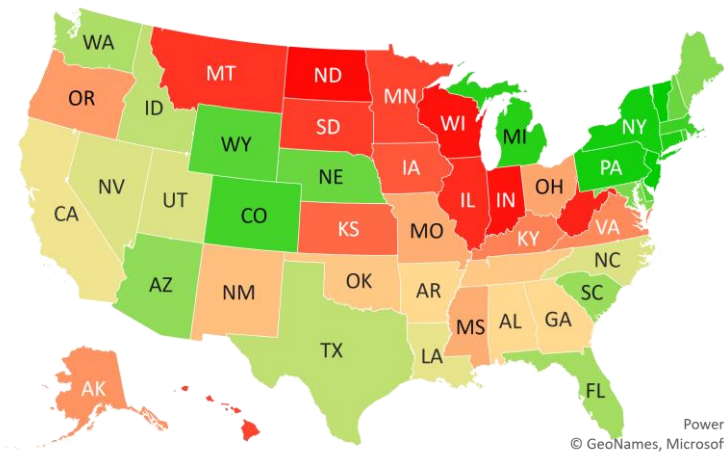 WA
MT
ND
MN
OR
ID
SD
WI
MI
NY
WY
IA
PA
NE
NV
UT
CO
IL
IN
OH
CA
KS
MO
KY
VA
AZ
NM
OK
AR
NC
SC
MS
AL
GA
TX
LA
AK
FL
Power
© GeoNames, Microsof